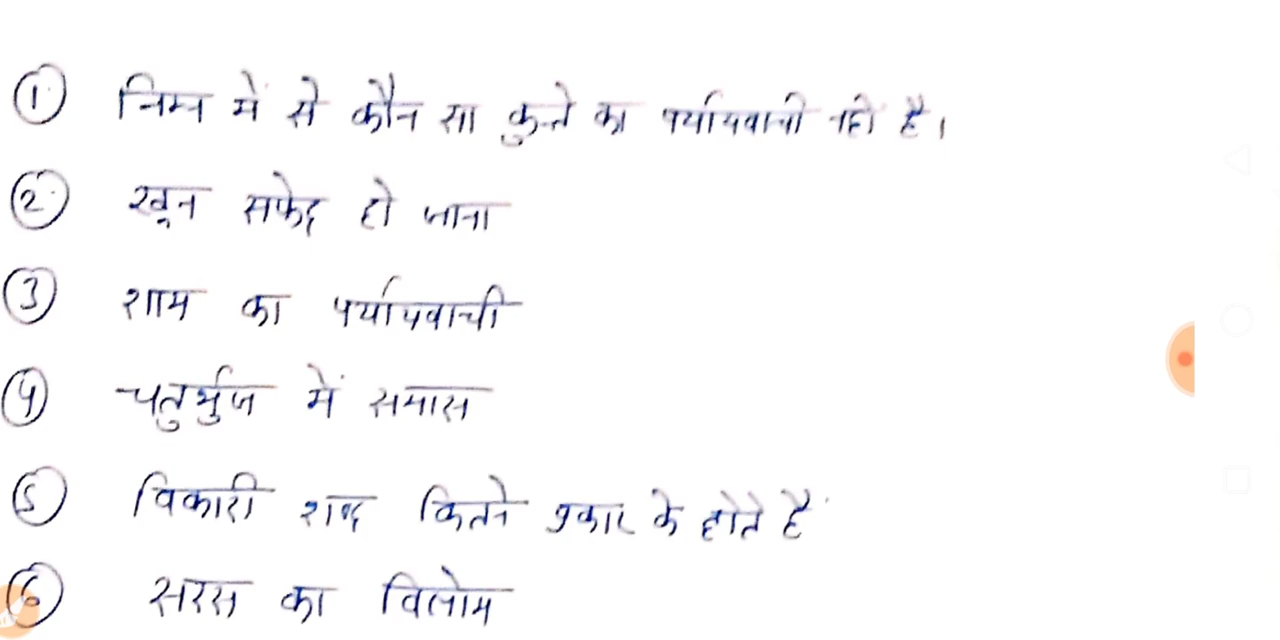 ① निम्न में से कौन सा कुत्ते का पर्यायवाची नहीं है।
② खून सफेद हो जाना
③ शाम का पर्यायवाची
④ चतुर्भुज में समास
⑤ विकारी शब्द कितने प्रकार के होते हैं
⑥ सरस का विलोम